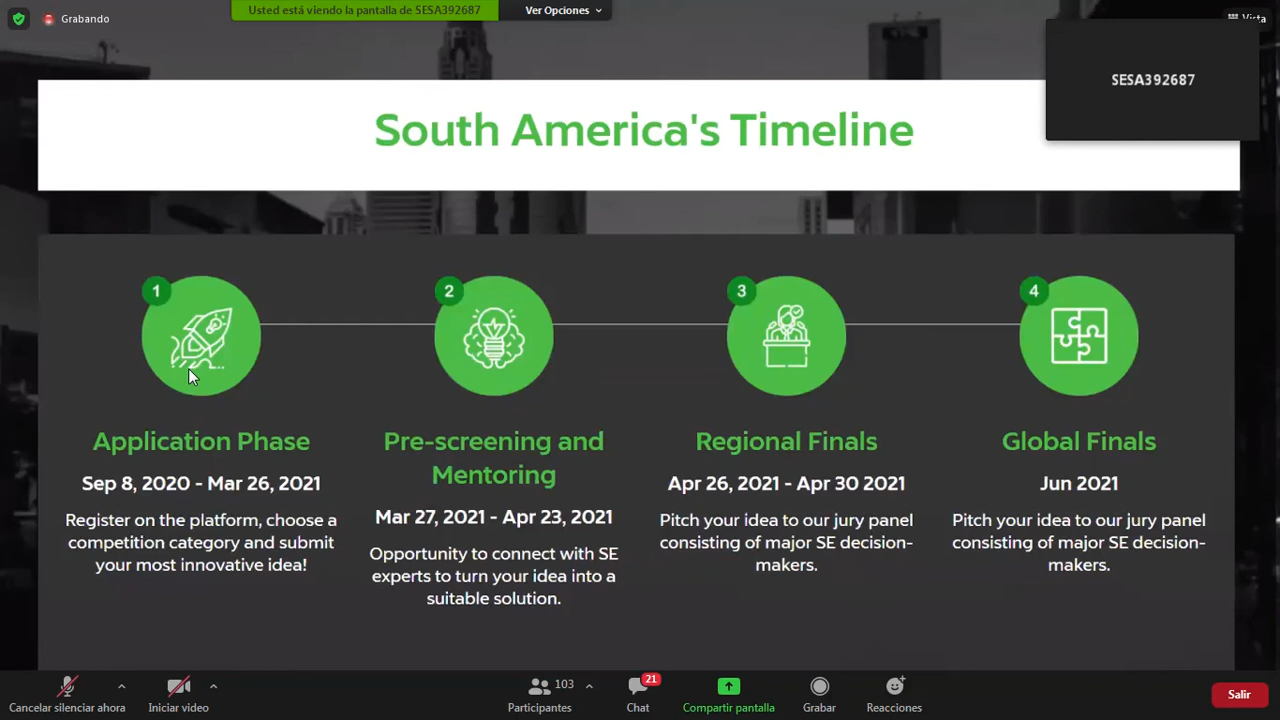 Grabando
Usted está viendo la pantalla de SESA392687
Ver Opciones
Vista
SESA392687
South America's Timeline
1
2
3
4
Application Phase
Sep 8, 2020 - Mar 26, 2021
Register on the platform, choose a
competition category and submit
your most innovative idea!
Pre-screening and
Mentoring
Mar 27, 2021 - Apr 23, 2021
Opportunity to connect with SE
experts to turn your idea into a
suitable solution.
Regional Finals
Apr 26, 2021 - Apr 30 2021
Pitch your idea to our jury panel
consisting of major SE decision-
makers.
Global Finals
Jun 2021
Pitch your idea to our jury panel
consisting of major SE decision-
makers.
Cancelar silenciar ahora
Iniciar video
103
Participantes
21
Chat
Compartir pantalla
Grabar
Reacciones
Salir